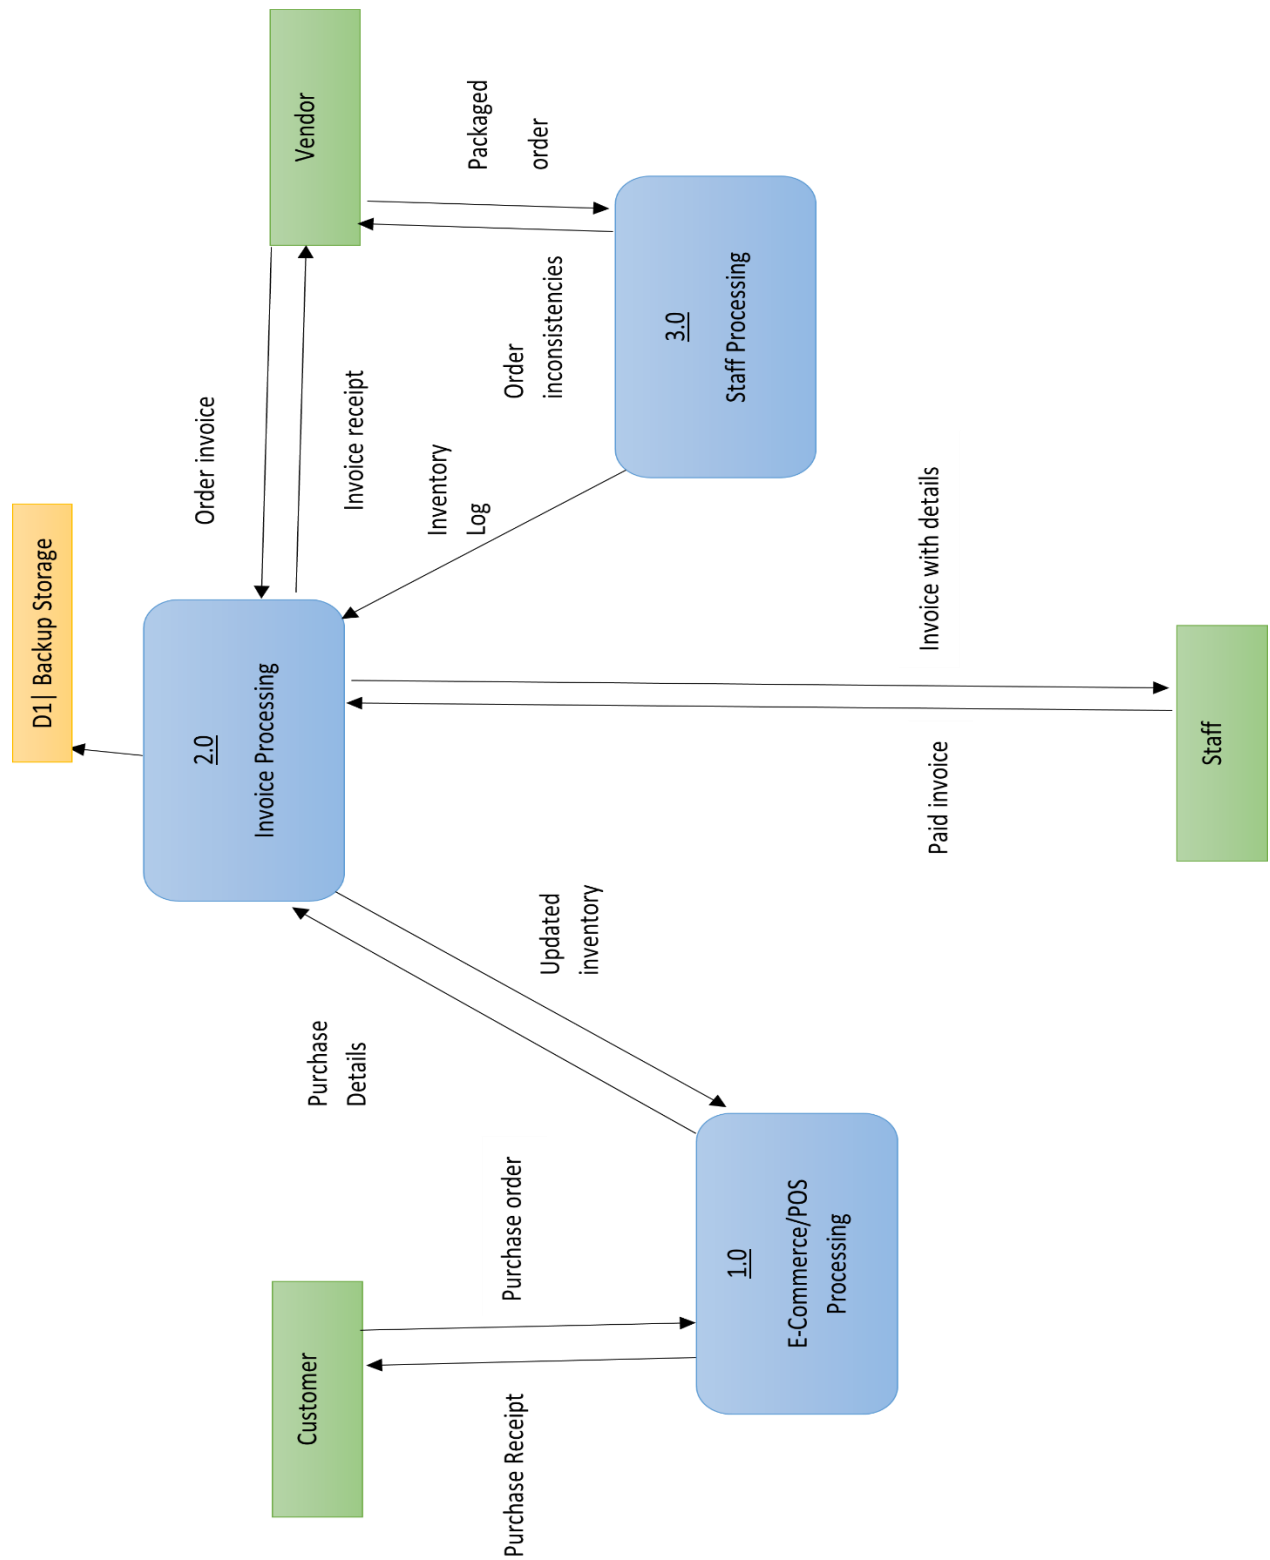 D1| Backup Storage
Customer
Purchase Receipt
Purchase order
1.0
E-Commerce/POS
Processing
Purchase
Details
Updated
inventory
2.0
Invoice Processing
Order invoice
Invoice receipt
Vendor
Inventory
Log
Order
inconsistencies
Packaged
order
3.0
Staff Processing
Paid invoice
Invoice with details
Staff